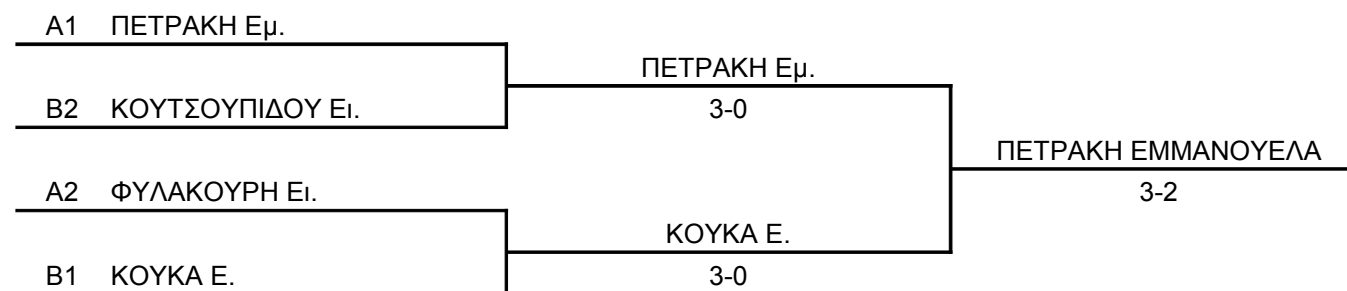 A1 ΠΕΤΡΑΚΗ Εμ.
ΠΕΤΡΑΚΗ Εμ.
B2 ΚΟΥΤΣΟΥΠΙΔΟΥ Ει.
3-0
ΠΕΤΡΑΚΗ ΕΜΜΑΝΟΥΕΛΑ
A2 ΦΥΛΑΚΟΥΡΗ Ει.
3-2
ΚΟΥΚΑ Ε.
B1 ΚΟΥΚΑ Ε.
3-0